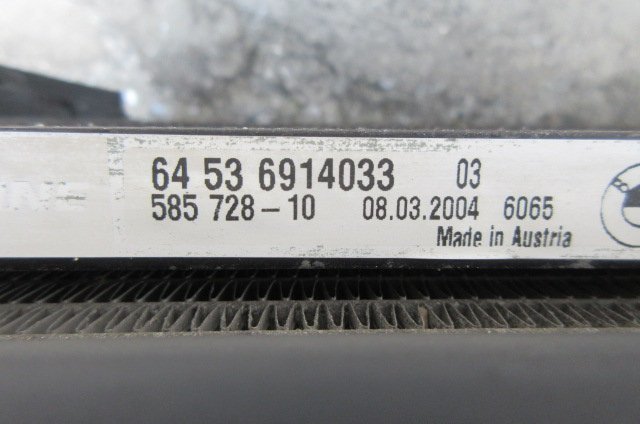 64 53 6914033 03
585 728-10 08.03.2004 6065
Made in Austria
B